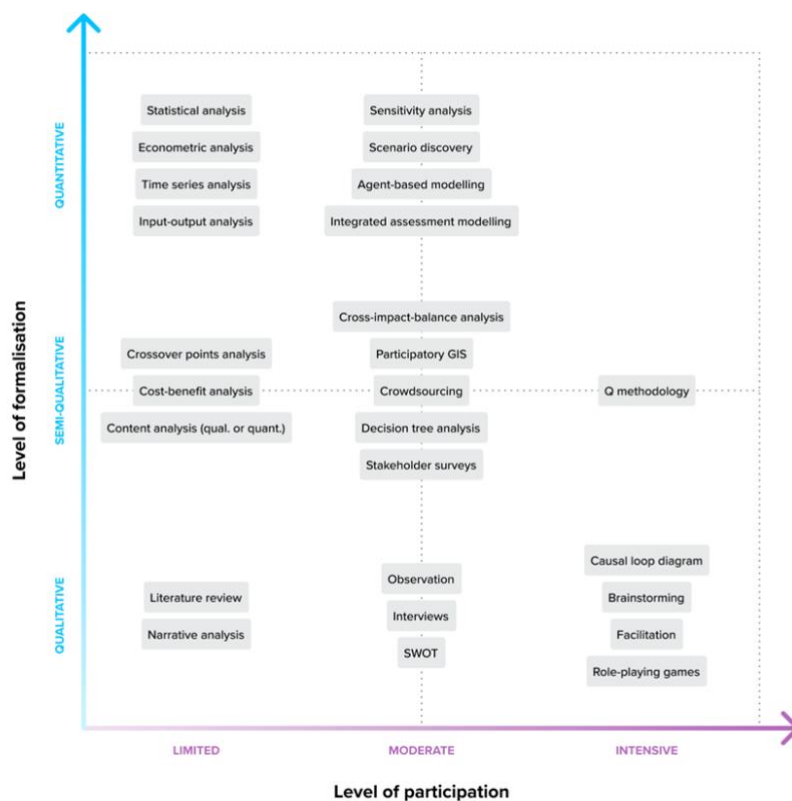 Level of formalisation
QUANTITATIVE
Statistical analysis
Econometric analysis
Time series analysis
Input-output analysis
Sensitivity analysis
Scenario discovery
Agent-based modelling
Integrated assessment modelling
SEMI-QUALITATIVE
Crossover points analysis
Cost-benefit analysis
Content analysis (qual. or quant.)
Cross-impact-balance analysis
Participatory GIS
Crowdsourcing
Decision tree analysis
Stakeholder surveys
Q methodology
QUALITATIVE
Literature review
Narrative analysis
Observation
Interviews
SWOT
Causal loop diagram
Brainstorming
Facilitation
Role-playing games
LIMITED
MODERATE
INTENSIVE
Level of participation